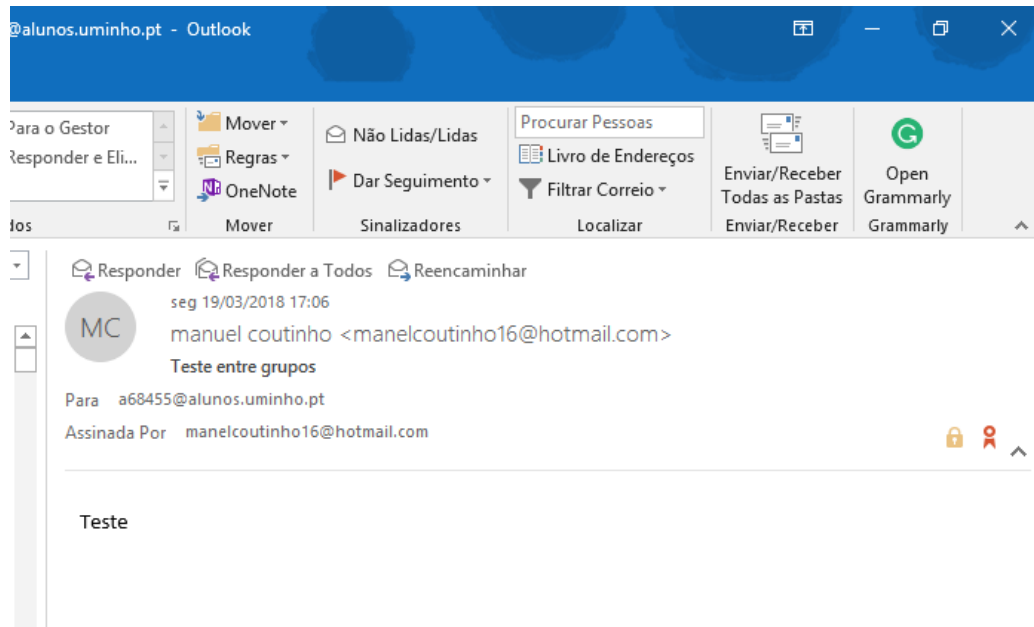 @alunos.uminho.pt - Outlook
Para o Gestor
Responder e Eli...
Mover
Regras
OneNote
Mover
Não Lidas/Lidas
Dar Seguimento
Sinalizadores
Procurar Pessoas
Livro de Endereços
Filtrar Correio
Localizar
Enviar/Receber
Todas as Pastas
Enviar/Receber
Open
Grammarly
Grammarly
Responder Responder a Todos Reencaminhar
seg 19/03/2018 17:06
MC
manuel coutinho <manelcoutinho16@hotmail.com>
Teste entre grupos
Para a68455@alunos.uminho.pt
Assinada Por manelcoutinho16@hotmail.com
Teste